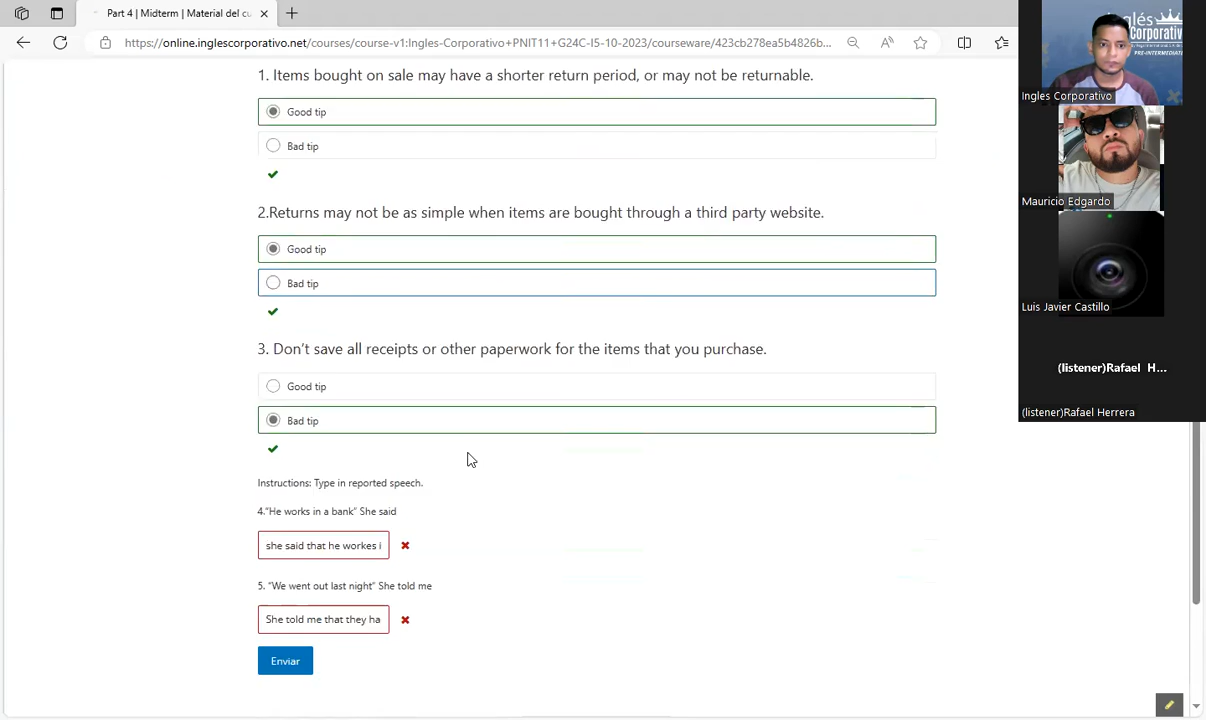 Part 4 | Midterm | Material del cu
https://online.inglescorporativo.net/courses/course-v1:Ingles-Corporativo+PNIT11+G24C-I5-10-2023/courseware/423cb278ea5b4826b...
1. Items bought on sale may have a shorter return period, or may not be returnable.
Good tip
Bad tip
2.Returns may not be as simple when items are bought through a third party website.
Good tip
Bad tip
3. Don’t save all receipts or other paperwork for the items that you purchase.
Good tip
Bad tip
Instructions: Type in reported speech.
4.“He works in a bank” She said
she said that he workes i
5. “We went out last night” She told me
She told me that they ha
Enviar
inglés
Corporativ
PRE-INTERMEDIATE
Ingles Corporativo
Mauricio Edgardo
Luis Javier Castillo
(listener)Rafael H...
(listener)Rafael Herrera